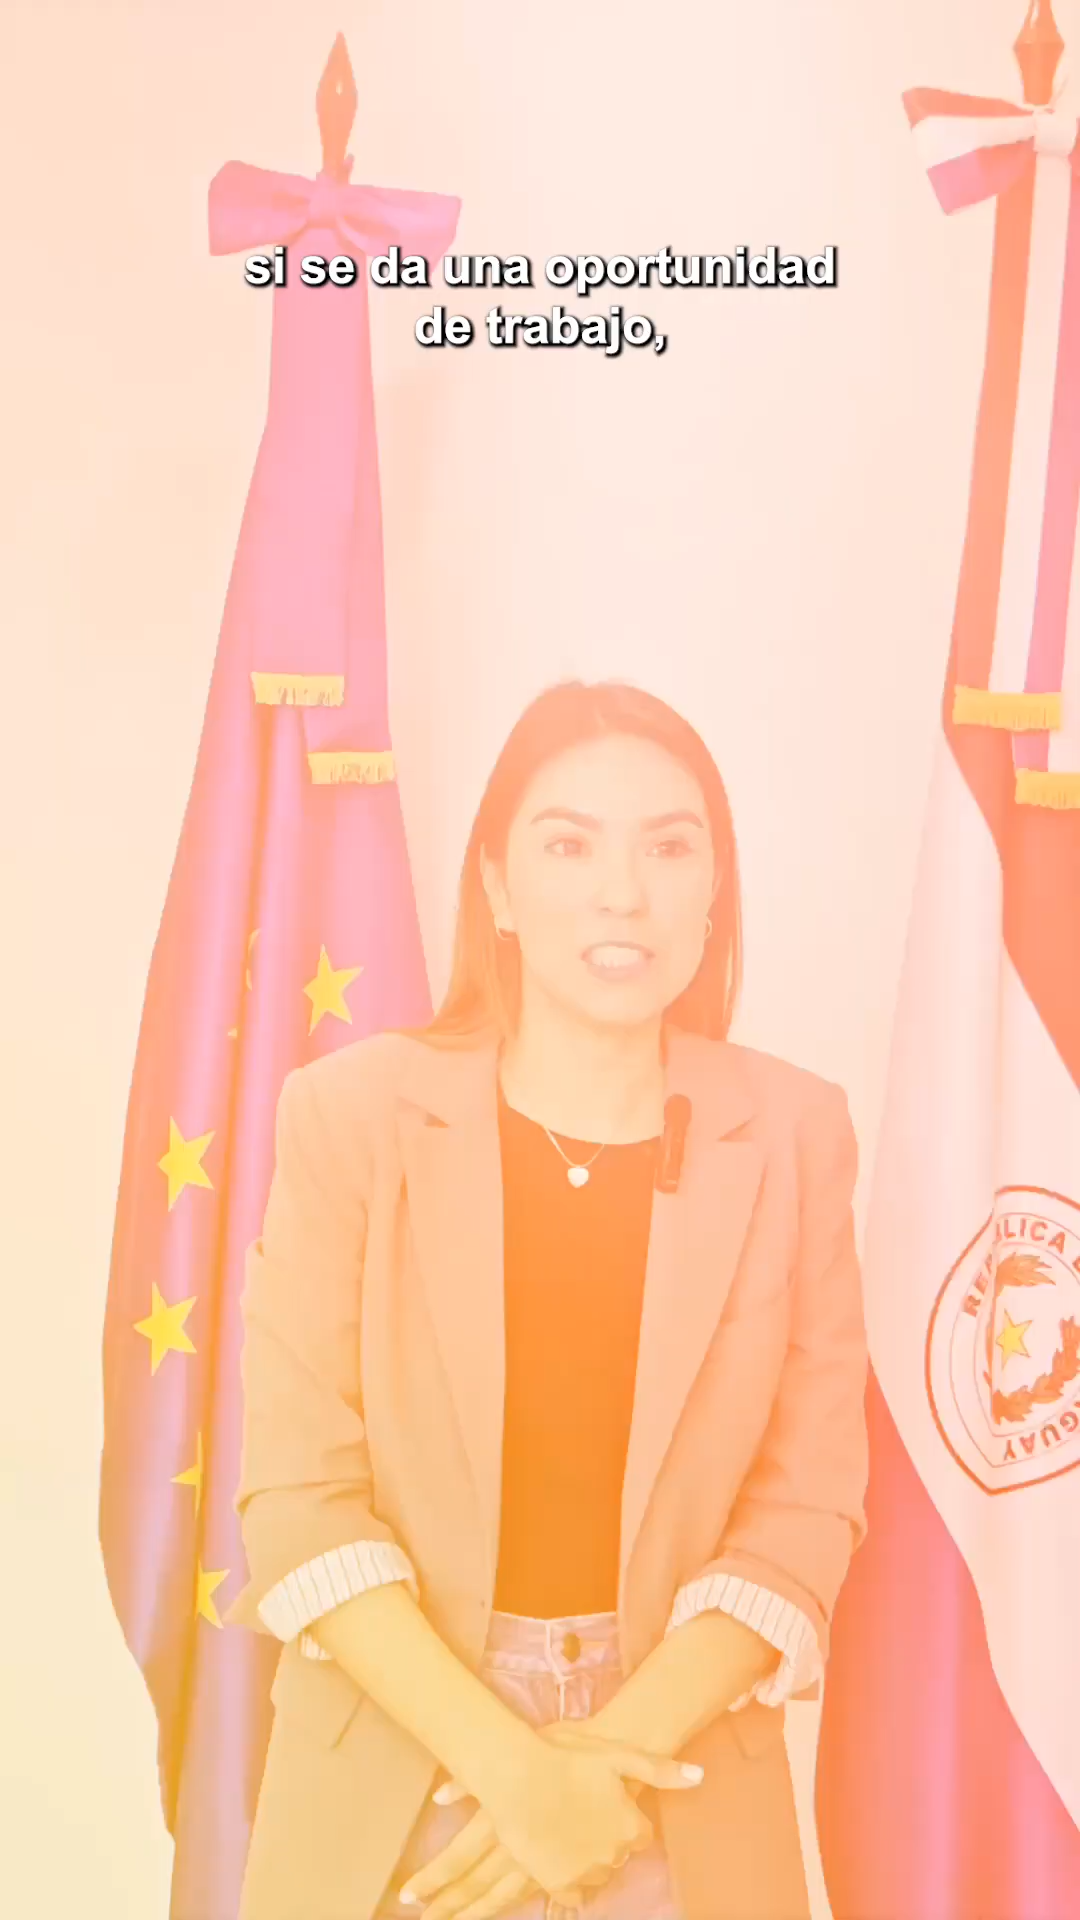 si se da una oportunidad
de trabajo,